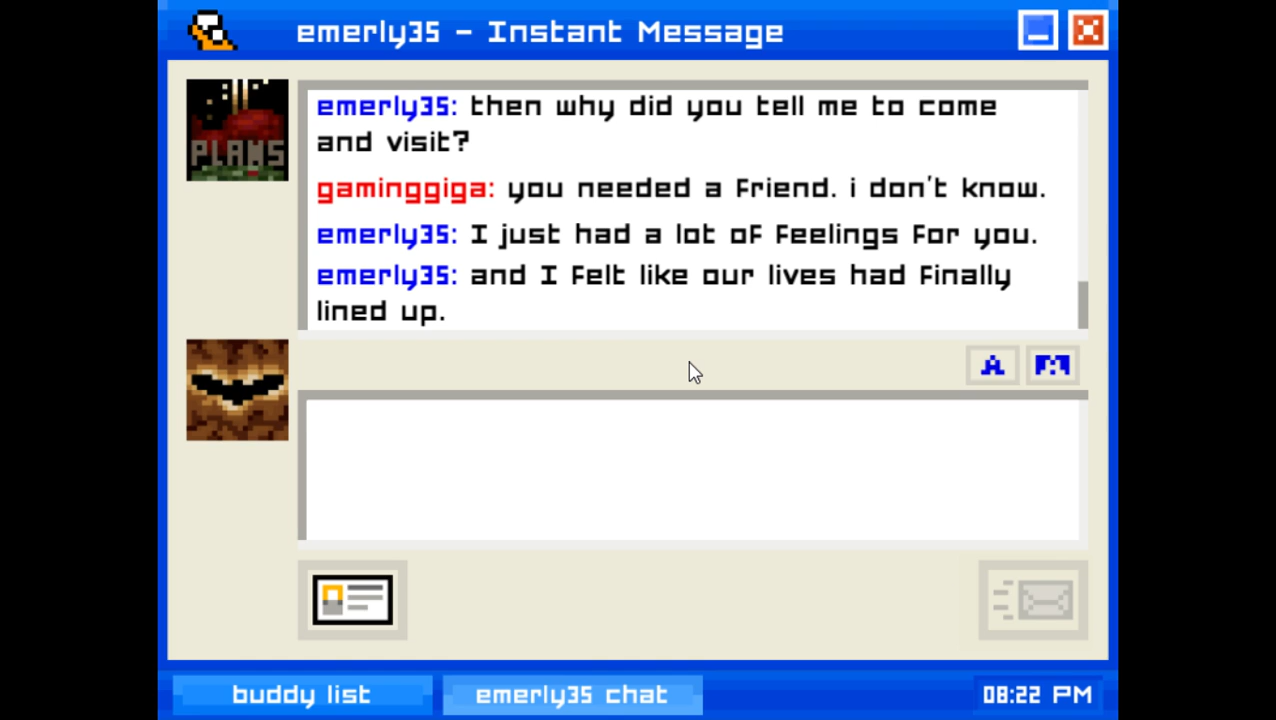 emerly35 - Instant Message
emerly35: then why did you tell me to come
and visit?
gaminggiga: you needed a friend. i don't know.
emerly35: I just had a lot of feelings for you.
emerly35: and I felt like our lives had finally
lined up.
PLANS
A
buddy list
emerly35 chat
08:22 PM